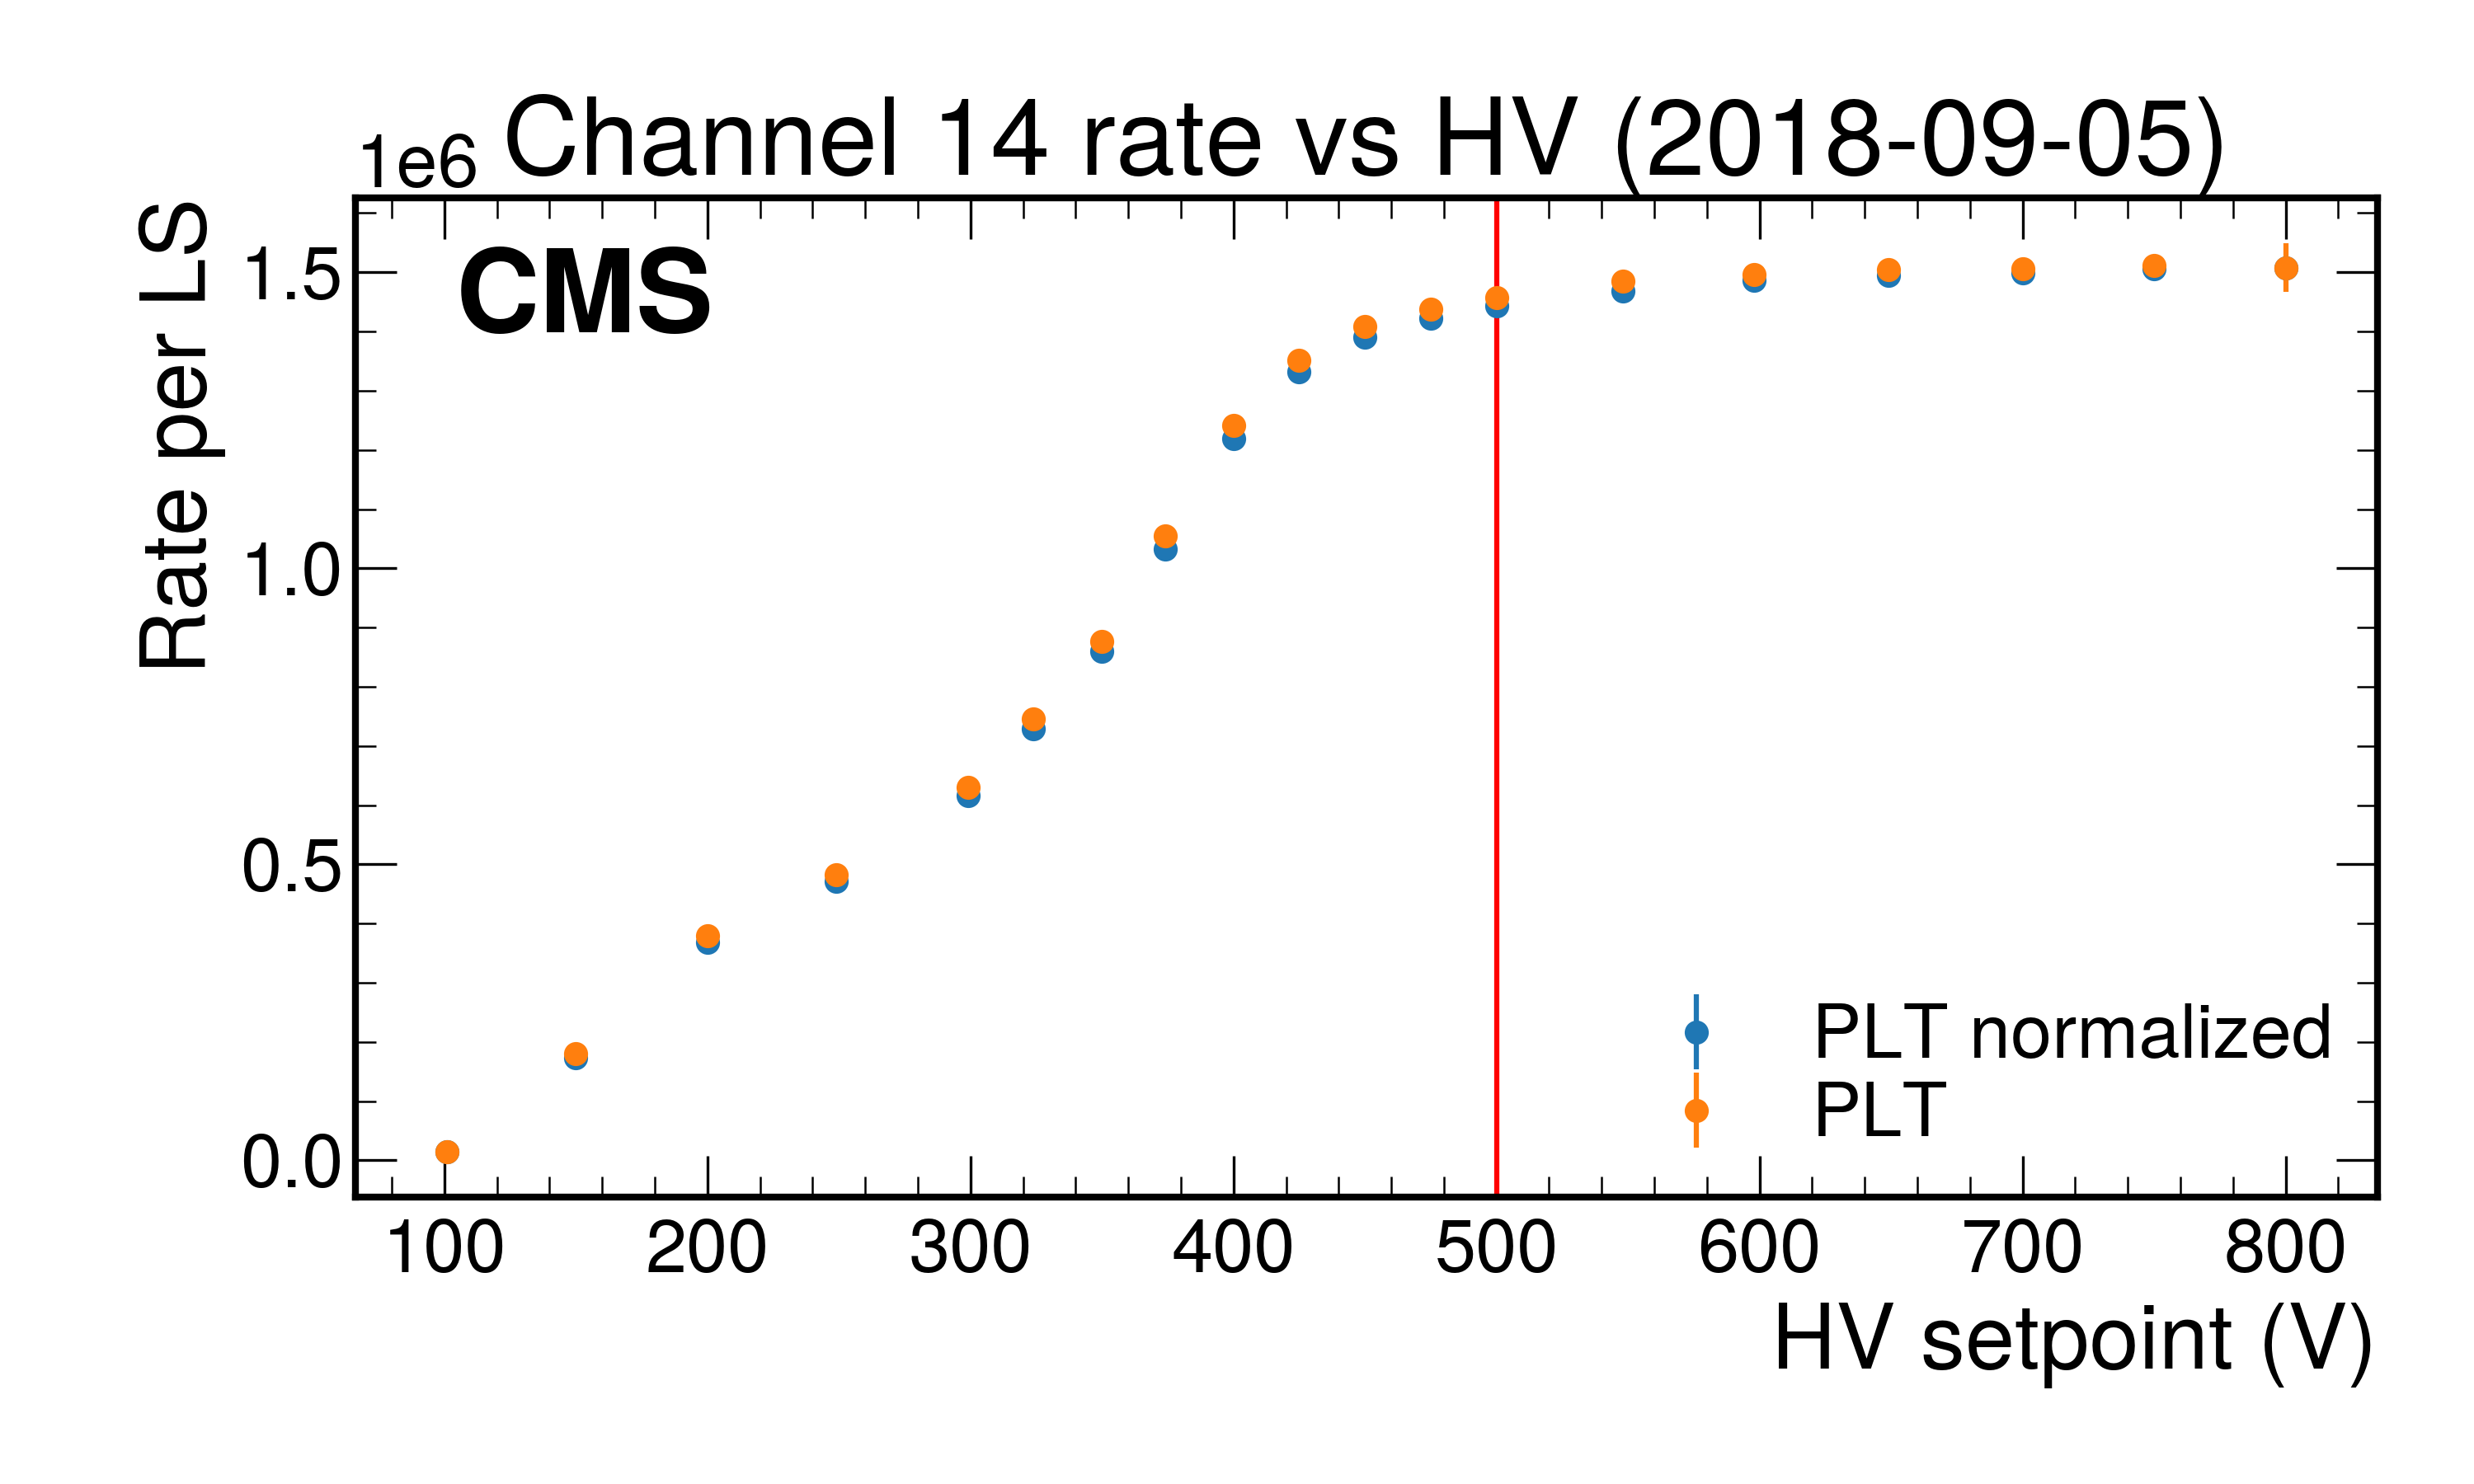 1e6 Channel 14 rate vs HV (2018-09-05)
CMS
Rate per LS
1.5
1.0
0.5
0.0
PLT normalized
PLT
100 200 300 400 500 600 700 800
HV setpoint (V)